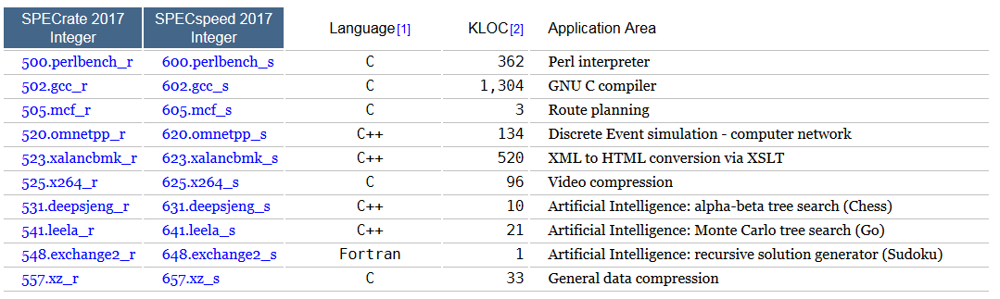 SPECrate 2017 Integer SPECspeed 2017 Integer Language[1] KLOC[2] Application Area
500.perlbench_r 600.perlbench_s C 362 Perl interpreter
502.gcc_r 602.gcc_s C 1,304 GNU C compiler
505.mcf_r 605.mcf_s C 3 Route planning
520.omnetpp_r 620.omnetpp_s C++ 134 Discrete Event simulation - computer network
523.xalancbmk_r 623.xalancbmk_s C++ 520 XML to HTML conversion via XSLT
525.x264_r 625.x264_s C 96 Video compression
531.deepsjeng_r 631.deepsjeng_s C++ 10 Artificial Intelligence: alpha-beta tree search (Chess)
541.leela_r 641.leela_s C++ 21 Artificial Intelligence: Monte Carlo tree search (Go)
548.exchange2_r 648.exchange2_s Fortran 1 Artificial Intelligence: recursive solution generator (Sudoku)
557.xz_r 657.xz_s C 33 General data compression